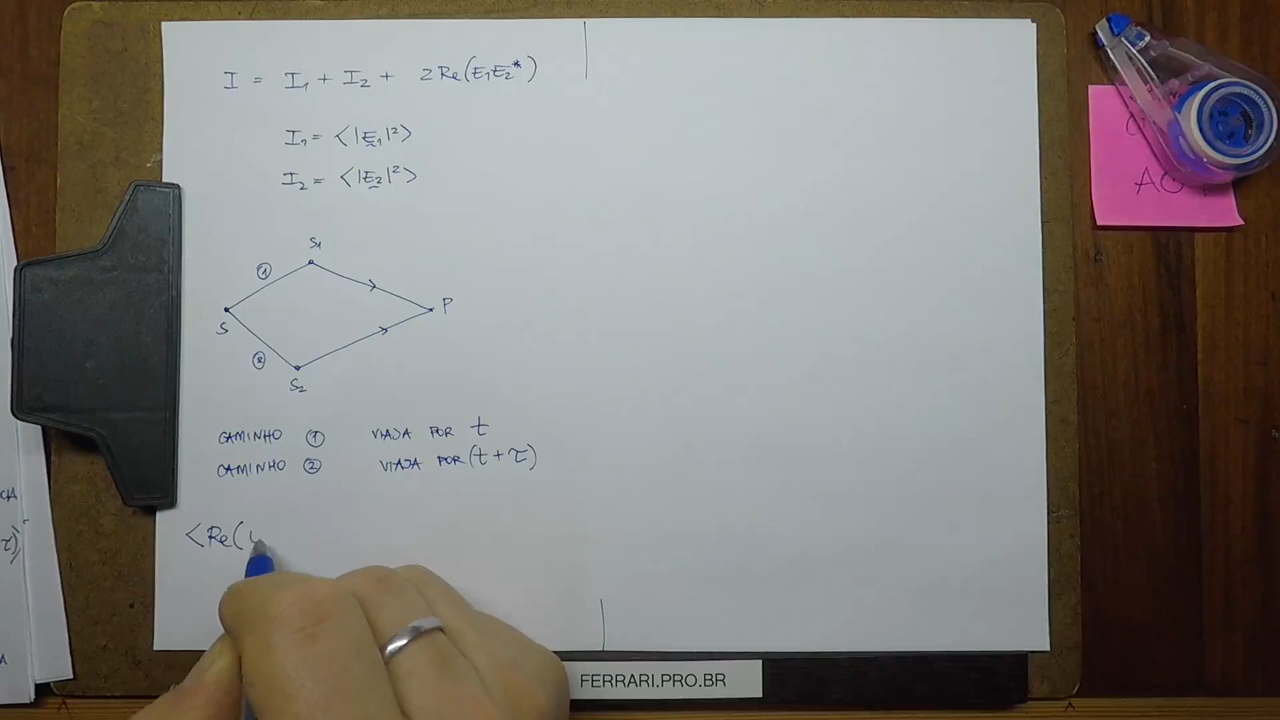 I = I₁ + I₂ + 2Re(E₁E₂*)
I₁ = ⟨|E₁|²⟩
I₂ = ⟨|E₂|²⟩
S₁
①
S
P
②
S₂
CAMINHO ① VIAJA POR t
CAMINHO ② VIAJA POR (t + τ)
<Re(
FERRARI.PRO.BR
AO